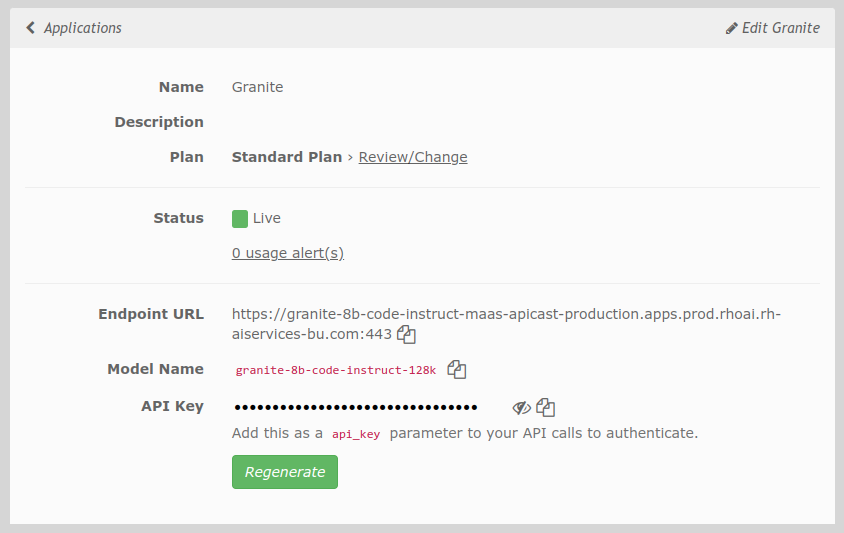 Applications
Edit Granite
Name Granite
Description
Plan Standard Plan › Review/Change
Status Live
0 usage alert(s)
Endpoint URL https://granite-8b-code-instruct-maas-apicast-production.apps.prod.rhoai.rh-
aiservices-bu.com:443
Model Name granite-8b-code-instruct-128k
API Key ••••••••••••••••••••••••••••••••
Add this as a api_key parameter to your API calls to authenticate.
Regenerate